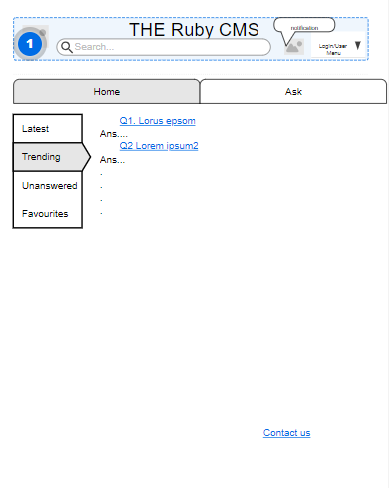 THE Ruby CMS
notification
1
Search...
Login/User
Menu
Home
Ask
Latest
Trending
Unanswered
Favourites
Q1. Lorus epsom
Ans....
Q2 Lorem ipsum2
Ans...
.
.
.
.
Contact us